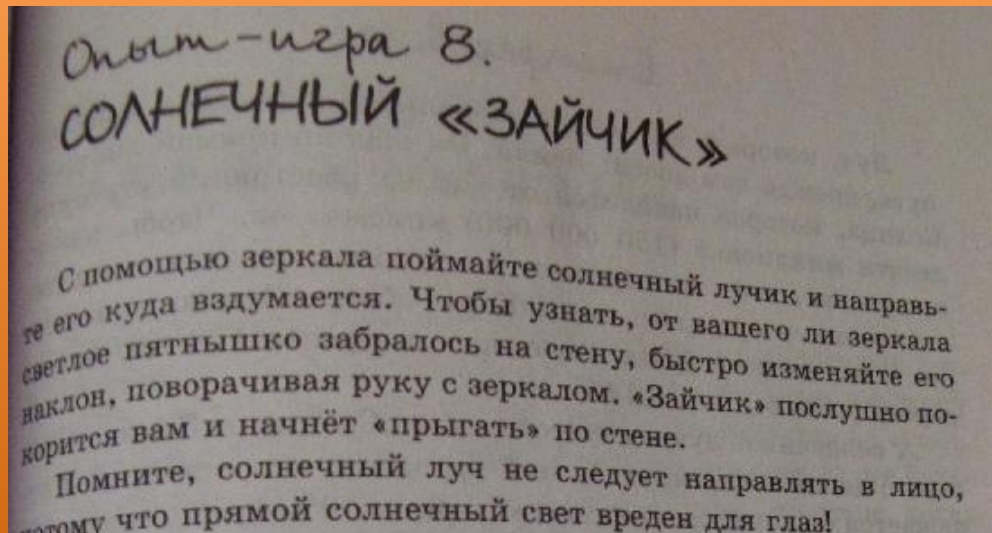 Опыт-игра 8.
СОЛНЕЧНЫЙ «ЗАЙЧИК»
С помощью зеркала поймайте солнечный лучик и направь-
те его куда вздумается. Чтобы узнать, от вашего ли зеркала
светлое пятнышко забралось на стену, быстро изменяйте его
наклон, поворачивая руку с зеркалом. «Зайчик» послушно по-
корится вам и начнёт «прыгать» по стене.
Помните, солнечный луч не следует направлять в лицо,
потому что прямой солнечный свет вреден для глаз!